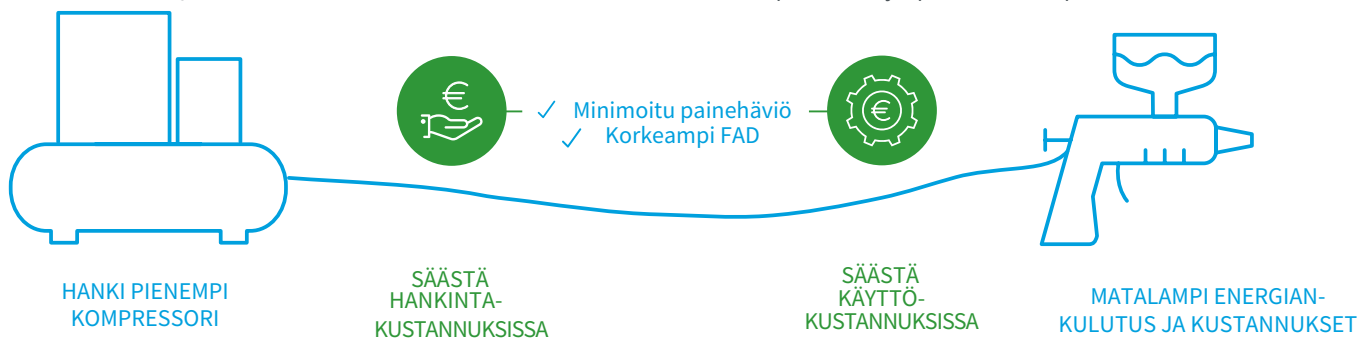 Minimoitu painehäviö
Korkeampi FAD
HANKI PIENEMPI
KOMPRESSORI
SÄÄSTÄ
HANKINTA-
KUSTANNUKSISSA
SÄÄSTÄ
KÄYTTÖ-
KUSTANNUKSISSA
MATALAMPI ENERGIAN-
KULUTUS JA KUSTANNUKSET